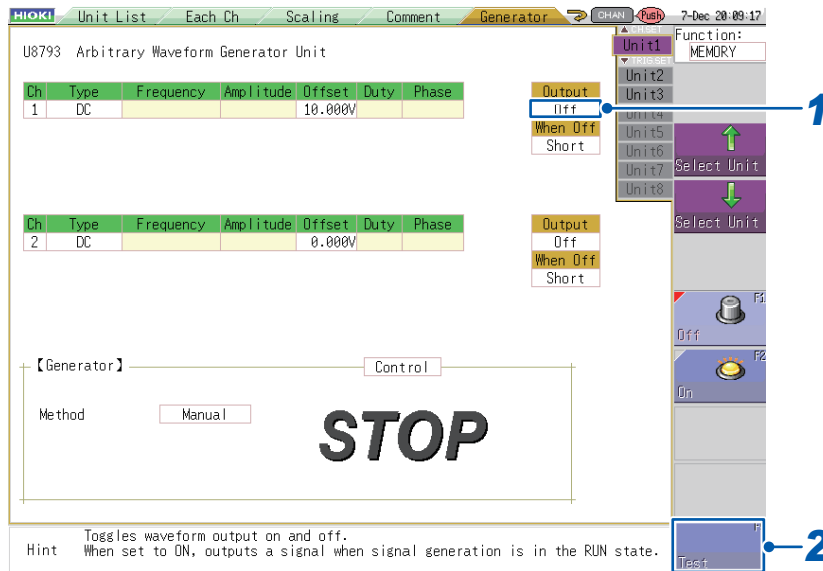 HIOKI Unit List Each Ch Scaling Comment Generator CHAN Push 7-Dec 20:09:17
▲CH.SET
Function:
Unit1
MEMORY
▼TRIG.SET
U8793 Arbitrary Waveform Generator Unit
Unit2
Ch Type Frequency Amplitude Offset Duty Phase
Output
Unit3
1 DC 10.000V
Off
1
Unit4
When Off
Unit5
Short
Unit6
Select Unit
Unit7
Unit8
Ch Type Frequency Amplitude Offset Duty Phase
Output
Select Unit
2 DC 0.000V
Off
When Off
Short
F1
Off
F2
On
【Generator】
Control
Method Manual
STOP
Toggles waveform output on and off.
Hint When set to ON, outputs a signal when signal generation is in the RUN state.
Test
2